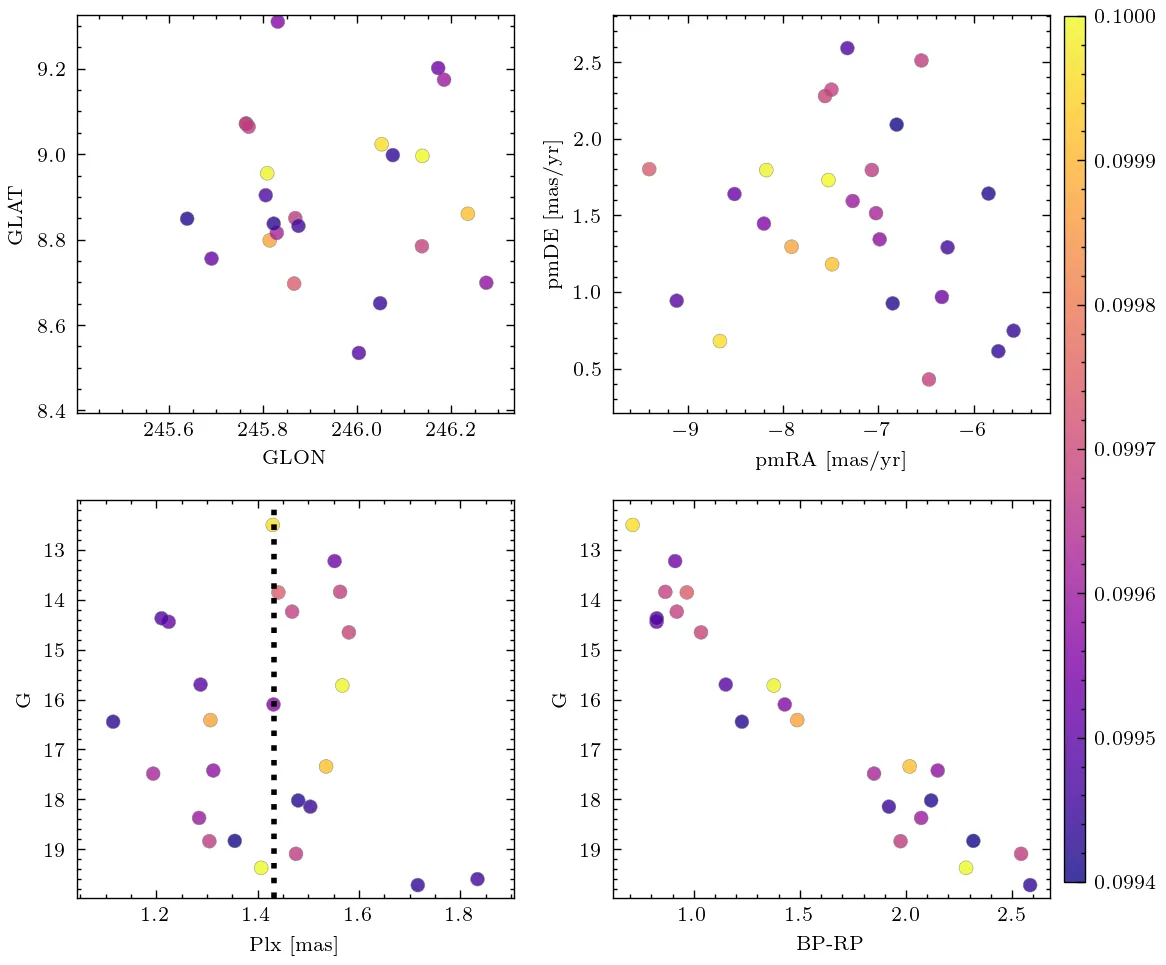 9.2
9.0
8.8
8.6
8.4
GLAT
245.6 245.8 246.0 246.2
GLON
2.5
2.0
1.5
1.0
0.5
pmDE [mas/yr]
−9 −8 −7 −6
pmRA [mas/yr]
0.1000
0.0999
0.0998
0.0997
0.0996
0.0995
0.0994
13
14
15
16
17
18
19
G
1.2 1.4 1.6 1.8
Plx [mas]
13
14
15
16
17
18
19
G
1.0 1.5 2.0 2.5
BP-RP